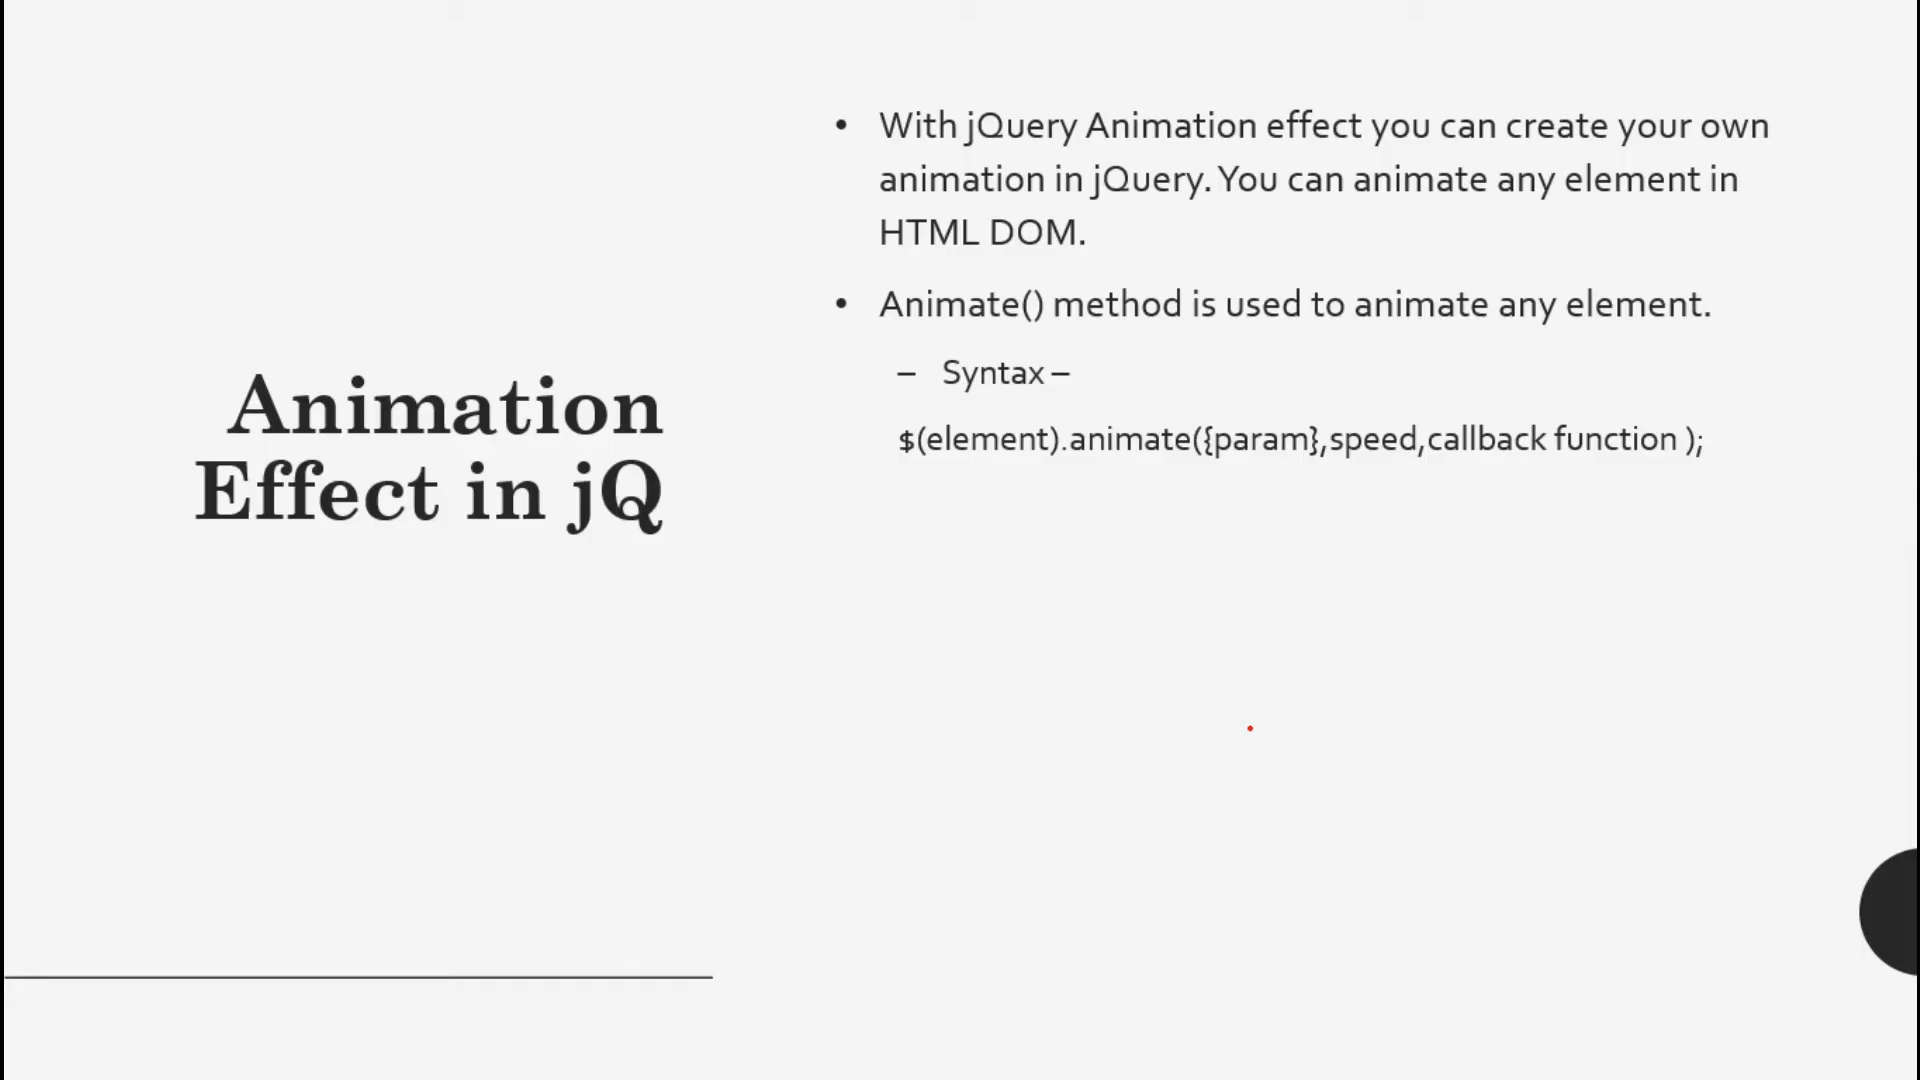 Animation
Effect in jQ
• With jQuery Animation effect you can create your own
animation in jQuery. You can animate any element in
HTML DOM.
• Animate() method is used to animate any element.
– Syntax –
$(element).animate({param},speed,callback function );